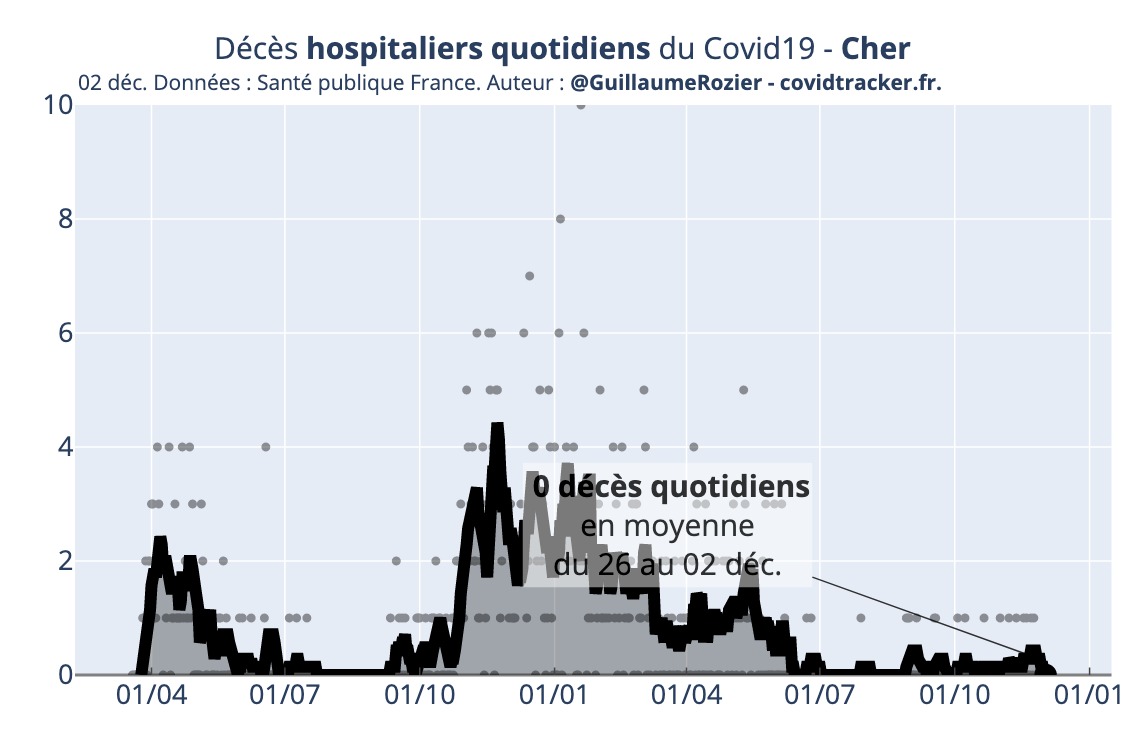 Décès hospitaliers quotidiens du Covid19 - Cher
02 déc. Données : Santé publique France. Auteur : @GuillaumeRozier - covidtracker.fr.
10
8
6
4
2
0
0 décès quotidiens
en moyenne
du 26 au 02 déc.
01/04 01/07 01/10 01/01 01/04 01/07 01/10 01/01